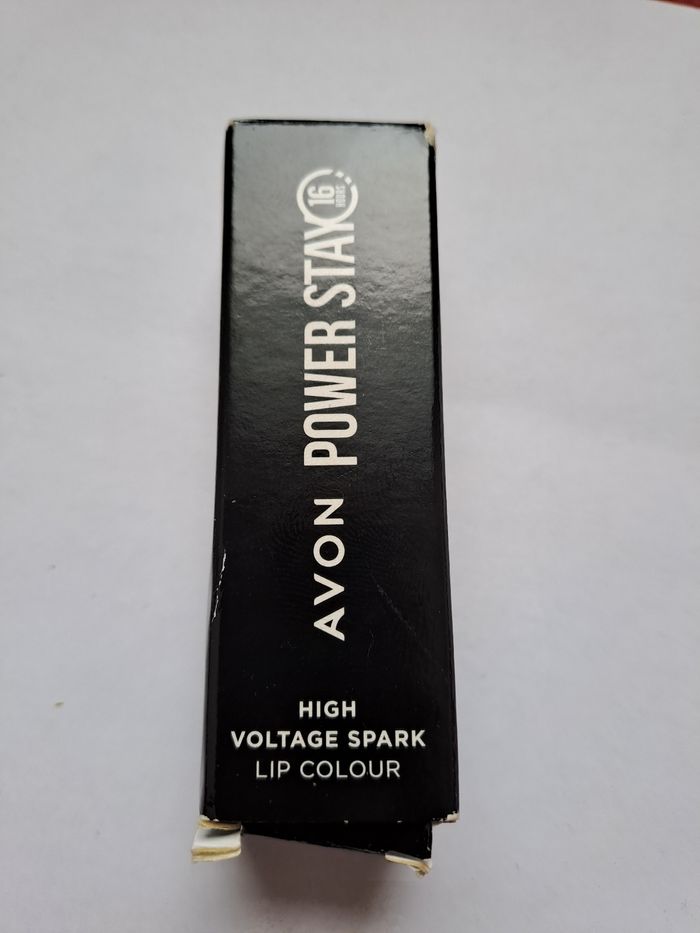 AVON POWER STAY 16 HOURS
HIGH
VOLTAGE SPARK
LIP COLOUR